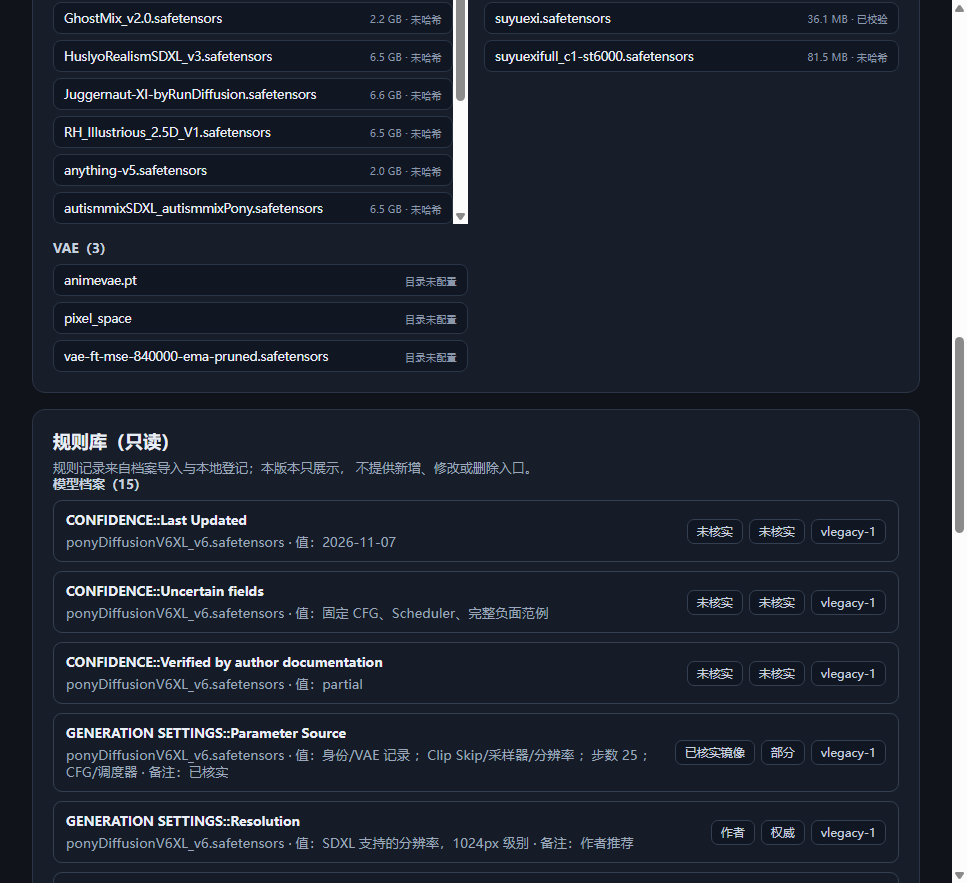 GhostMix_v2.0.safetensors 2.2 GB · 未哈希
HuslyoRealismSDXL_v3.safetensors 6.5 GB · 未哈希
Juggernaut-XI-byRunDiffusion.safetensors 6.6 GB · 未哈希
RH_Illustrious_2.5D_V1.safetensors 6.5 GB · 未哈希
anything-v5.safetensors 2.0 GB · 未哈希
autismmixSDXL_autismmixPony.safetensors 6.5 GB · 未哈希
suyuexi.safetensors 36.1 MB · 已校验
suyuexifull_c1-st6000.safetensors 81.5 MB · 未哈希
VAE（3）
animevae.pt 目录未配置
pixel_space 目录未配置
vae-ft-mse-840000-ema-pruned.safetensors 目录未配置
规则库（只读）
规则记录来自档案导入与本地登记；本版本只展示， 不提供新增、修改或删除入口。
模型档案（15）
CONFIDENCE::Last Updated
ponyDiffusionV6XL_v6.safetensors · 值：2026-11-07
未核实 未核实 vlegacy-1
CONFIDENCE::Uncertain fields
ponyDiffusionV6XL_v6.safetensors · 值：固定 CFG、Scheduler、完整负面范例
未核实 未核实 vlegacy-1
CONFIDENCE::Verified by author documentation
ponyDiffusionV6XL_v6.safetensors · 值：partial
未核实 未核实 vlegacy-1
GENERATION SETTINGS::Parameter Source
ponyDiffusionV6XL_v6.safetensors · 值：身份/VAE 记录；Clip Skip/采样器/分辨率；步数 25；
CFG/调度器 · 备注：已核实
已核实镜像 部分 vlegacy-1
GENERATION SETTINGS::Resolution
ponyDiffusionV6XL_v6.safetensors · 值：SDXL 支持的分辨率，1024px 级别 · 备注：作者推荐
作者 权威 vlegacy-1